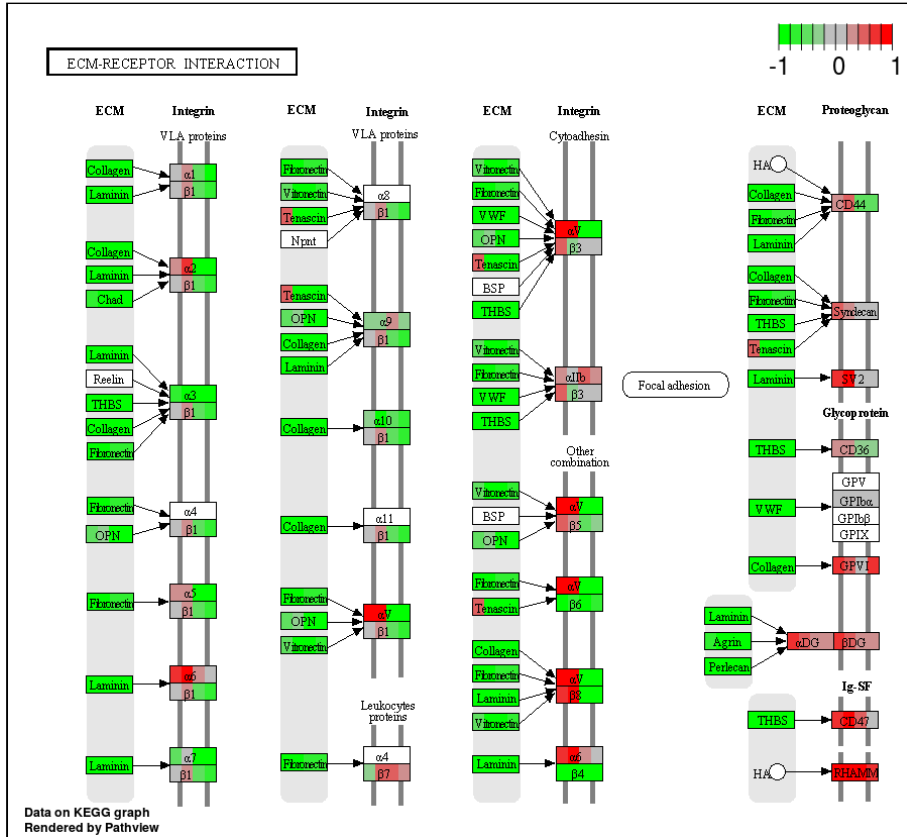 ECM-RECEPTOR INTERACTION
-1 0 1
ECM
Integrin
VLA proteins
Collagen
Laminin
α1
β1
Collagen
Laminin
Chad
α2
β1
Laminin
Reelin
THBS
Collagen
Fibronectin
α3
β1
Fibronectin
OPN
α4
β1
Fibronectin
α5
β1
Laminin
α6
β1
Laminin
α7
β1
ECM
Integrin
VLA proteins
Fibronectin
Vitronectin
Tenascin
Npnt
α8
β1
Tenascin
OPN
Collagen
Laminin
α9
β1
Collagen
α10
β1
Collagen
α11
β1
Fibronectin
OPN
Vitronectin
αV
β1
Leukocytes
proteins
Fibronectin
α4
β7
ECM
Integrin
Cytoadhesin
Vitronectin
Fibronectin
VWF
OPN
Tenascin
BSP
THBS
αV
β3
Vitronectin
Fibronectin
VWF
THBS
αIIb
β3
Other
combination
Vitronectin
BSP
OPN
αV
β5
Fibronectin
Tenascin
αV
β6
Collagen
Fibronectin
Laminin
Vitronectin
αV
β8
Laminin
α6
β4
Focal adhesion
ECM
Proteoglycan
HA
Collagen
Fibronectin
Laminin
CD44
Collagen
Fibronectin
THBS
Tenascin
Syndecan
Laminin
SV2
Glycoprotein
THBS
CD36
VWF
GPV
GPIbα
GPIbβ
GPIX
Collagen
GPVI
Laminin
Agrin
Perlecan
αDG
βDG
Ig-SF
THBS
CD47
HA
RHAMM
Data on KEGG graph
Rendered by Pathview